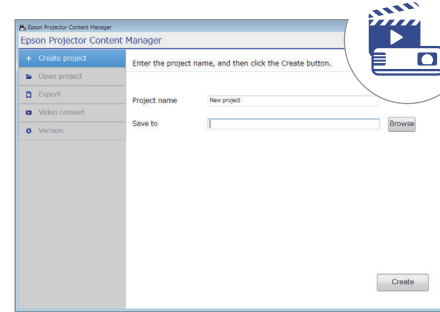 Epson Projector Content Manager
Epson Projector Content Manager
+ Create project
Open project
Export
Video convert
Version
Enter the project name, and then click the Create button.
Project name
New project
Save to
Browse
Create